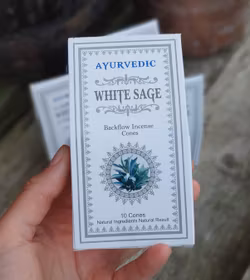 AYURVEDIC
WHITE SAGE
Backflow Incense
Cones
10 Cones
Natural Ingredients Natural Result